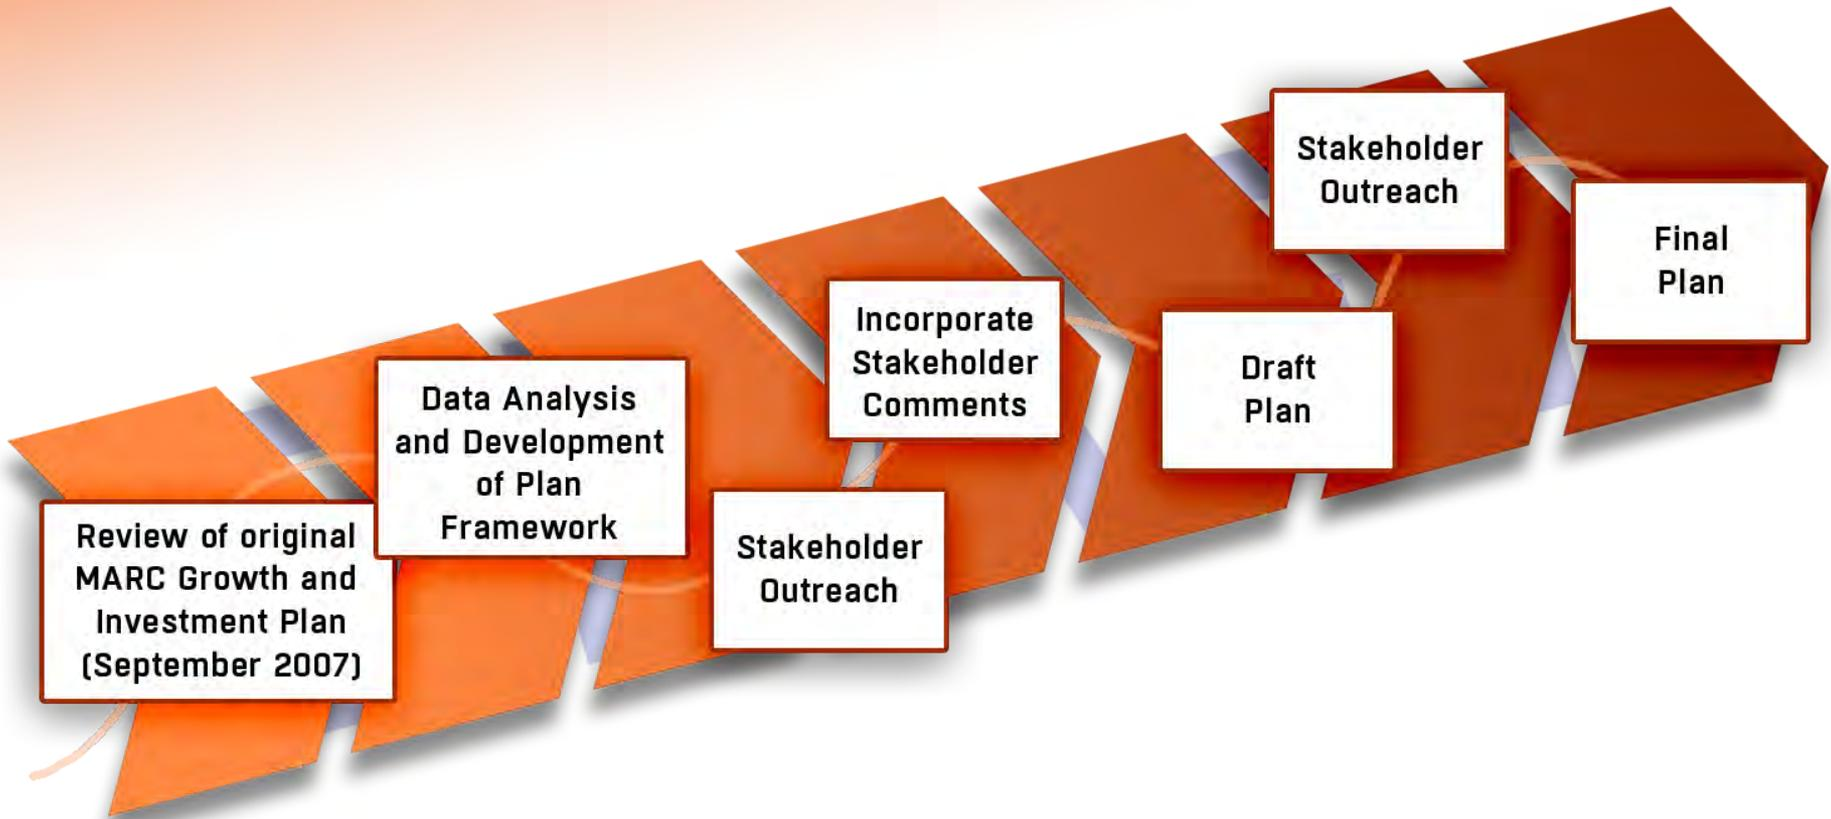 Review of original
MARC Growth and
Investment Plan
(September 2007)
Data Analysis
and Development
of Plan
Framework
Stakeholder
Outreach
Incorporate
Stakeholder
Comments
Draft
Plan
Stakeholder
Outreach
Final
Plan